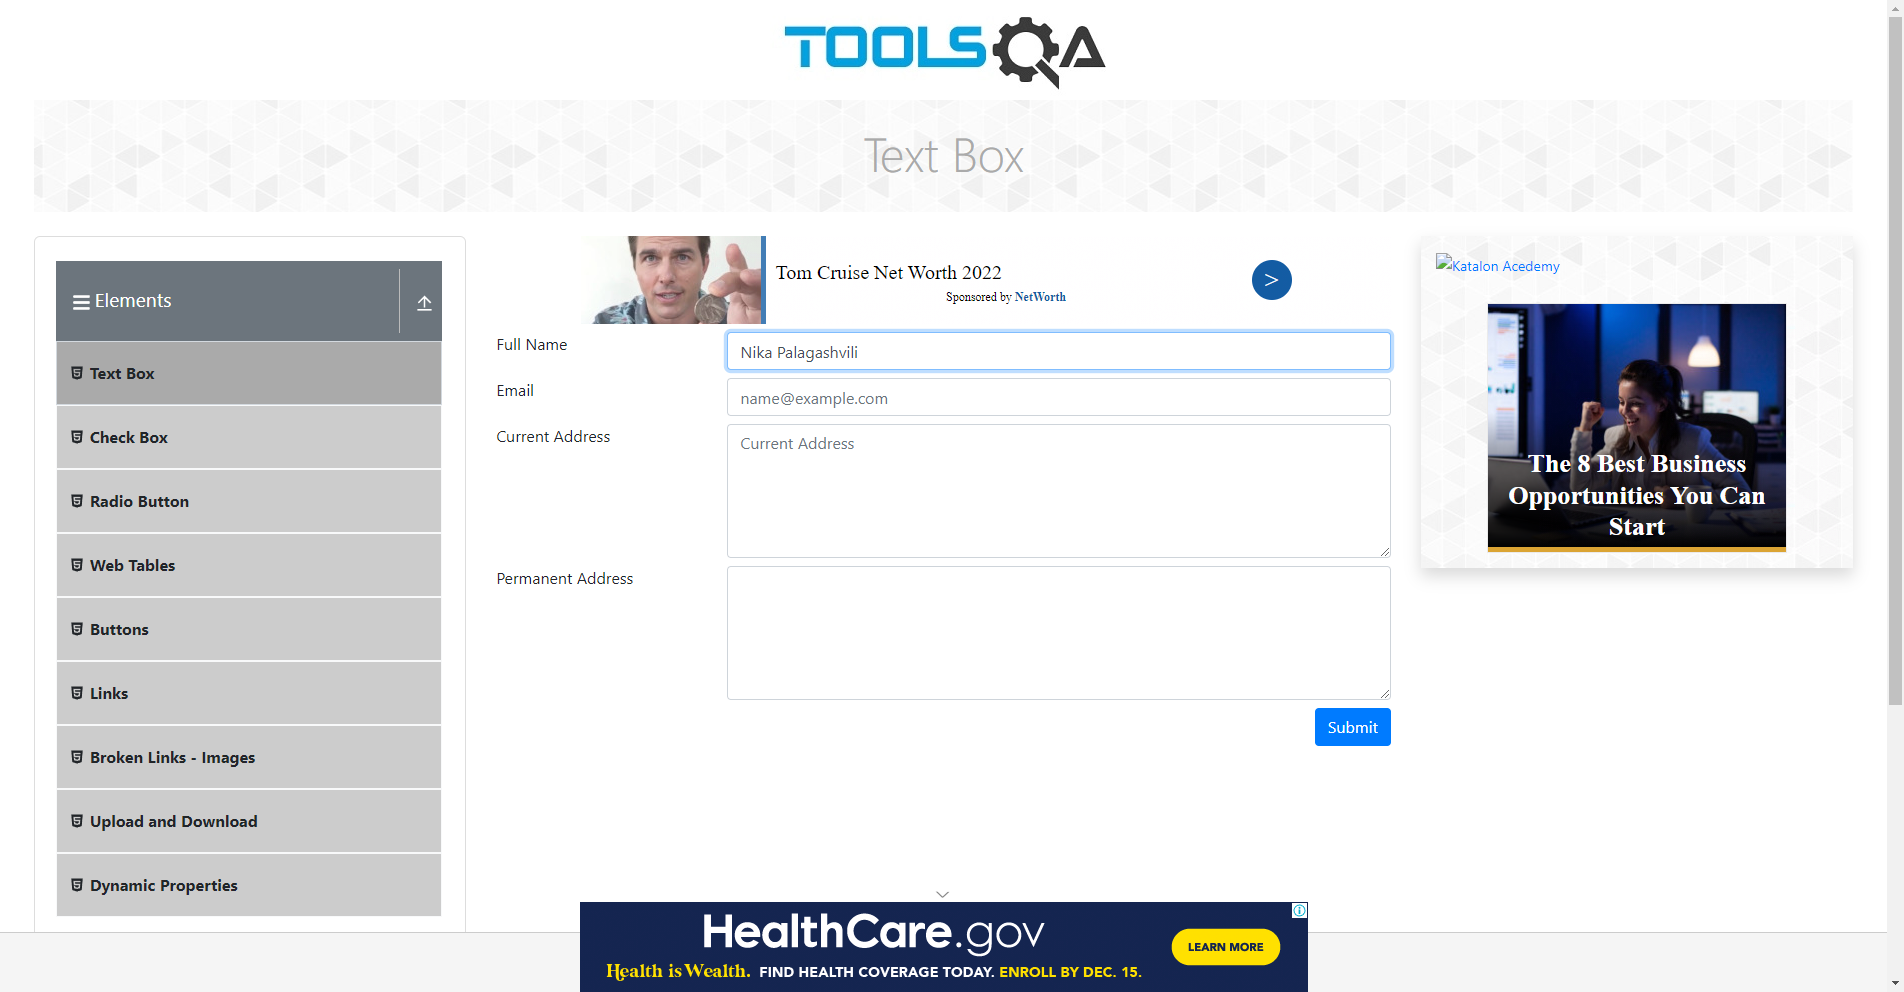 TOOLSQA
Text Box
Elements
Text Box
Check Box
Radio Button
Web Tables
Buttons
Links
Broken Links - Images
Upload and Download
Dynamic Properties
Tom Cruise Net Worth 2022
Sponsored by NetWorth
>
Full Name
Nika Palagashvili
Email
name@example.com
Current Address
Current Address
Permanent Address
Submit
Katalon Acedemy
The 8 Best Business
Opportunities You Can
Start
HealthCare.gov
Health is Wealth. FIND HEALTH COVERAGE TODAY. ENROLL BY DEC. 15.
LEARN MORE